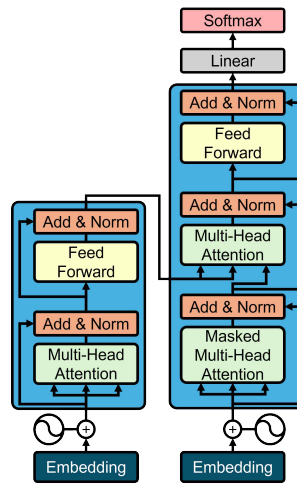 Softmax
Linear
Add & Norm
Feed
Forward
Add & Norm
Multi-Head
Attention
Add & Norm
Masked
Multi-Head
Attention
Embedding
Add & Norm
Feed
Forward
Add & Norm
Multi-Head
Attention
Embedding